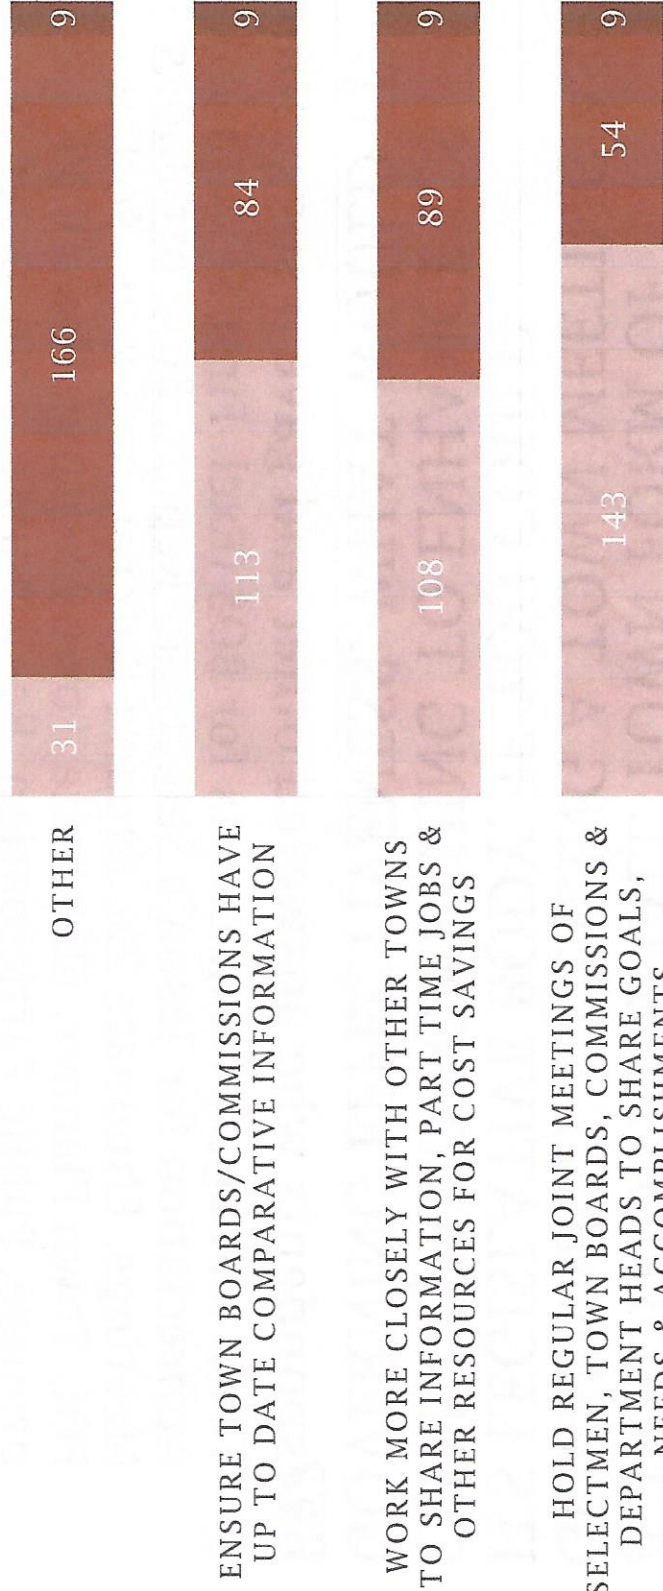 OTHER
31
166
9
ENSURE TOWN BOARDS/COMMISSIONS HAVE
UP TO DATE COMPARATIVE INFORMATION
113
84
9
WORK MORE CLOSELY WITH OTHER TOWNS
TO SHARE INFORMATION, PART TIME JOBS &
OTHER RESOURCES FOR COST SAVINGS
108
89
9
HOLD REGULAR JOINT MEETINGS OF
SELECTMEN, TOWN BOARDS, COMMISSIONS &
DEPARTMENT HEADS TO SHARE GOALS,
NEEDS & ACCOMPLISHMENTS
143
54
9